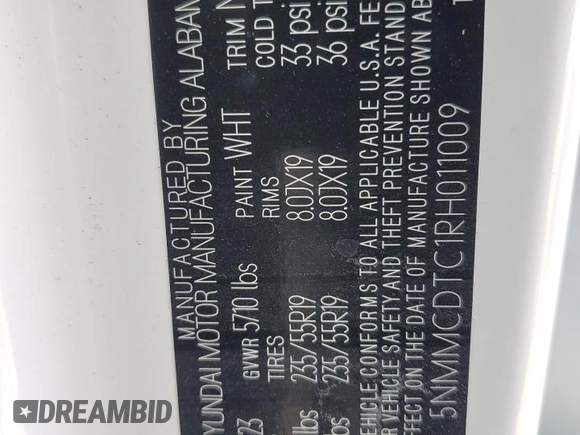 MANUFACTURED BY
YUNDAI MOTOR MANUFACTURING ALABAM
23 GVWR 5710 lbs PAINT WHT TRIM N
TIRES RIMS COLD T
lbs 235/55R19 8.0JX19 33 psi
lbs 235/55R19 8.0JX19 36 psi
VEHICLE CONFORMS TO ALL APPLICABLE U.S.A. FE
R VEHICLE SAFETY AND THEFT PREVENTION STAND
EFFECT ON THE DATE OF MANUFACTURE SHOWN AB
5NMMCDTC1RH011009
DREAMBID